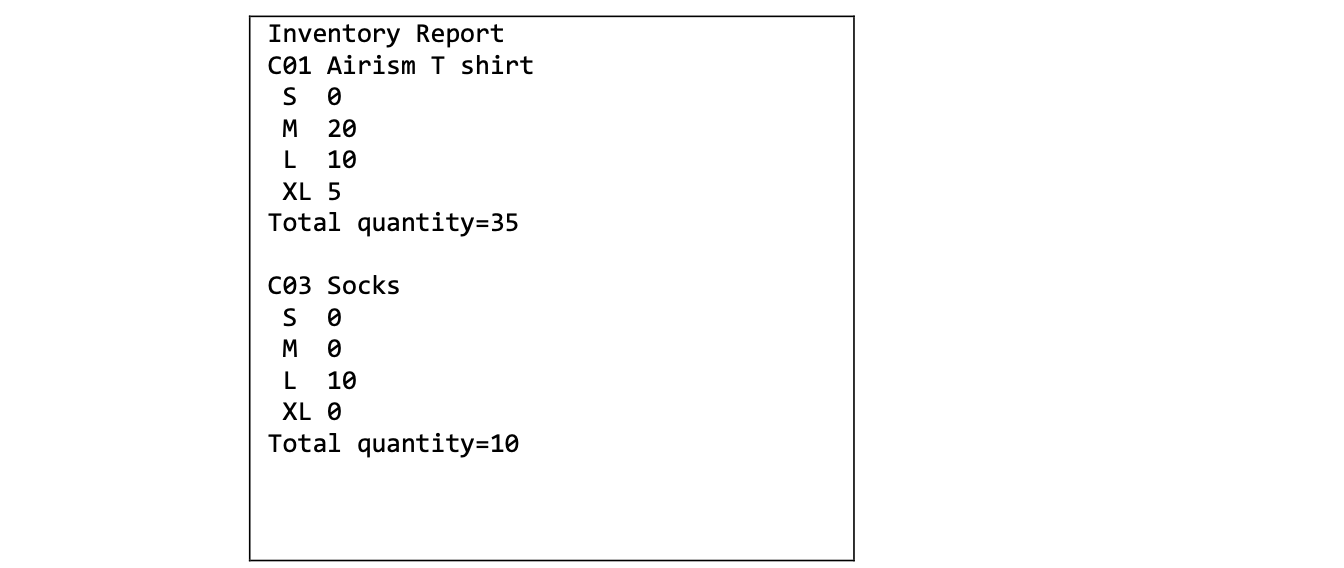 Inventory Report
C01 Airism T shirt
S 0
M 20
L 10
XL 5
Total quantity=35
C03 Socks
S 0
M 0
L 10
XL 0
Total quantity=10